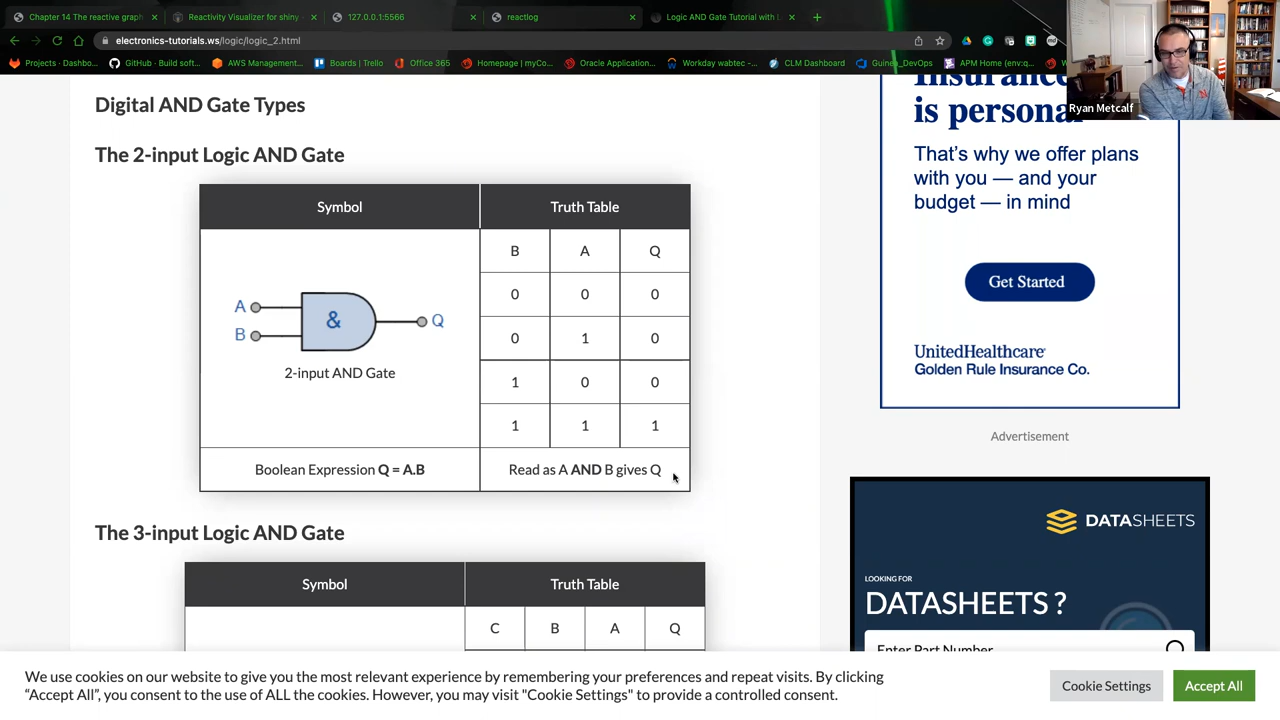 Chapter 14 The reactive grap
Reactivity Visualizer for shiny
127.0.0.1:5566
reactlog
Logic AND Gate Tutorial with L
electronics-tutorials.ws/logic/logic_2.html
Projects · Dashbo...
GitHub · Build soft...
AWS Management...
Boards | Trello
Office 365
Homepage | myCo...
Oracle Application...
Workday wabtec -...
CLM Dashboard
Guinea_DevOps
APM Home (env:q...
Ryan Metcalf
Digital AND Gate Types
The 2-input Logic AND Gate
Symbol Truth Table
B A Q
0 0 0
0 1 0
1 0 0
1 1 1
A
B
&
Q
2-input AND Gate
Boolean Expression Q = A.B
Read as A AND B gives Q
The 3-input Logic AND Gate
Symbol Truth Table
C B A Q
Insurance
is personal
That's why we offer plans
with you — and your
budget — in mind
Get Started
UnitedHealthcare
Golden Rule Insurance Co.
Advertisement
DATASHEETS
LOOKING FOR
DATASHEETS ?
Enter Part Number
We use cookies on our website to give you the most relevant experience by remembering your preferences and repeat visits. By clicking
“Accept All”, you consent to the use of ALL the cookies. However, you may visit "Cookie Settings" to provide a controlled consent.
Cookie Settings
Accept All